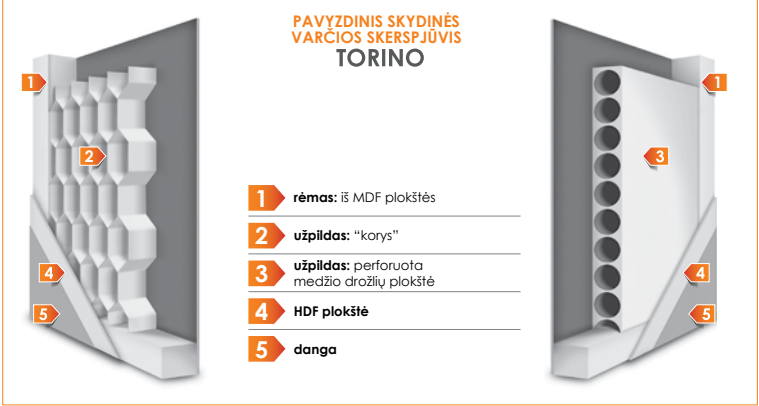 PAVYZDINIS SKYDINĖS
VARČIOS SKERSPJŪVIS
TORINO
1
2
4
5
1
3
4
5
1 rėmas: iš MDF plokštės
2 užpildas: “korys”
3 užpildas: perforuota
medžio drožlių plokštė
4 HDF plokštė
5 danga